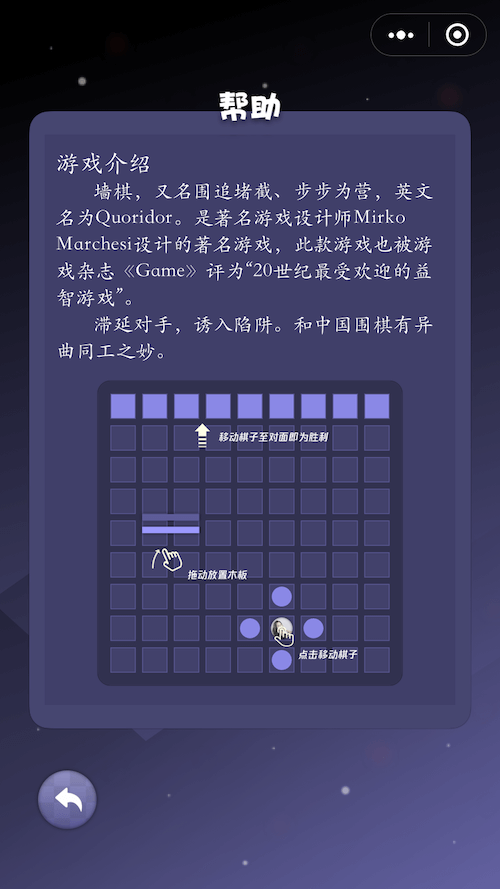 帮助
游戏介绍
墙棋，又名围追堵截、步步为营，英文
名为Quoridor。是著名游戏设计师Mirko
Marchesi设计的著名游戏，此款游戏也被游
戏杂志《Game》评为“20世纪最受欢迎的益
智游戏”。
滞延对手，诱入陷阱。和中国围棋有异
曲同工之妙。
移动棋子至对面即为胜利
拖动放置木板
点击移动棋子